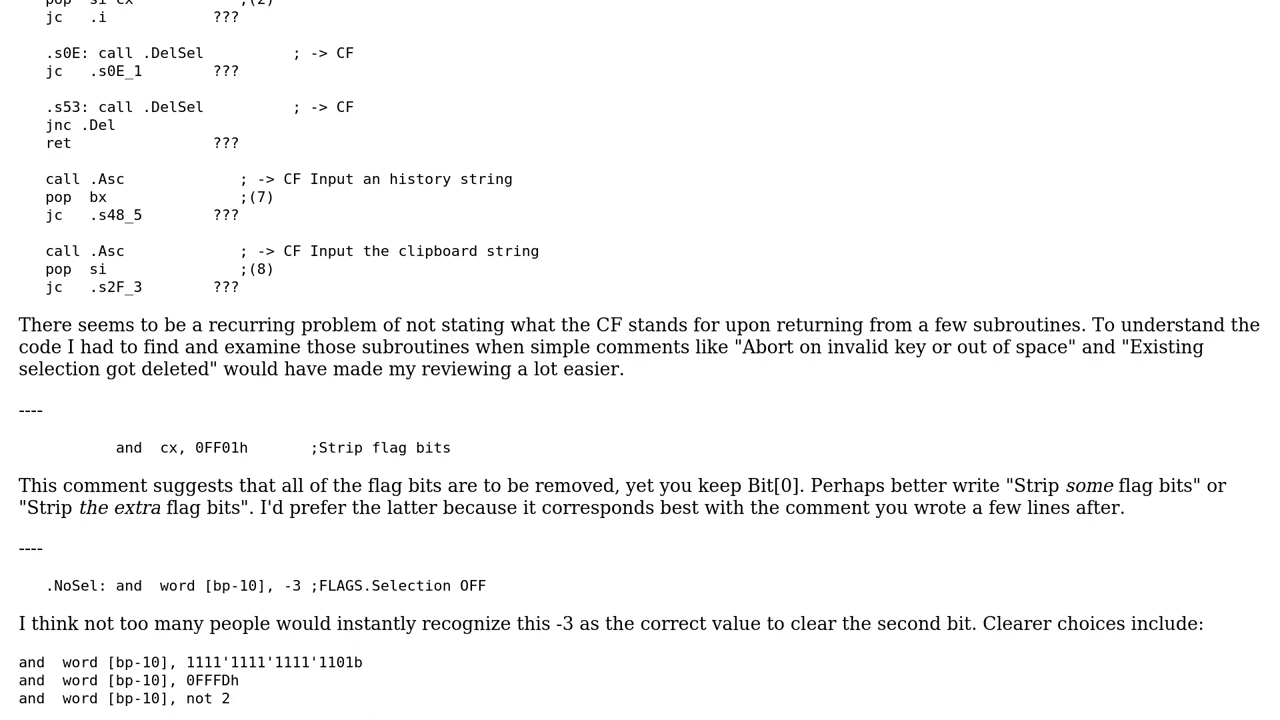 pop  si cx            ;(2)
jc   .i            ???
.s0E: call .DelSel          ; -> CF
jc   .s0E_1        ???
.s53: call .DelSel          ; -> CF
jnc .Del
ret                ???
call .Asc             ; -> CF Input an history string
pop  bx               ;(7)
jc   .s48_5        ???
call .Asc             ; -> CF Input the clipboard string
pop  si               ;(8)
jc   .s2F_3        ???
There seems to be a recurring problem of not stating what the CF stands for upon returning from a few subroutines. To understand the
code I had to find and examine those subroutines when simple comments like "Abort on invalid key or out of space" and "Existing
selection got deleted" would have made my reviewing a lot easier.
----
and  cx, 0FF01h       ;Strip flag bits
This comment suggests that all of the flag bits are to be removed, yet you keep Bit[0]. Perhaps better write "Strip some flag bits" or
"Strip the extra flag bits". I'd prefer the latter because it corresponds best with the comment you wrote a few lines after.
----
.NoSel: and  word [bp-10], -3 ;FLAGS.Selection OFF
I think not too many people would instantly recognize this -3 as the correct value to clear the second bit. Clearer choices include:
and  word [bp-10], 1111'1111'1111'1101b
and  word [bp-10], 0FFFDh
and  word [bp-10], not 2